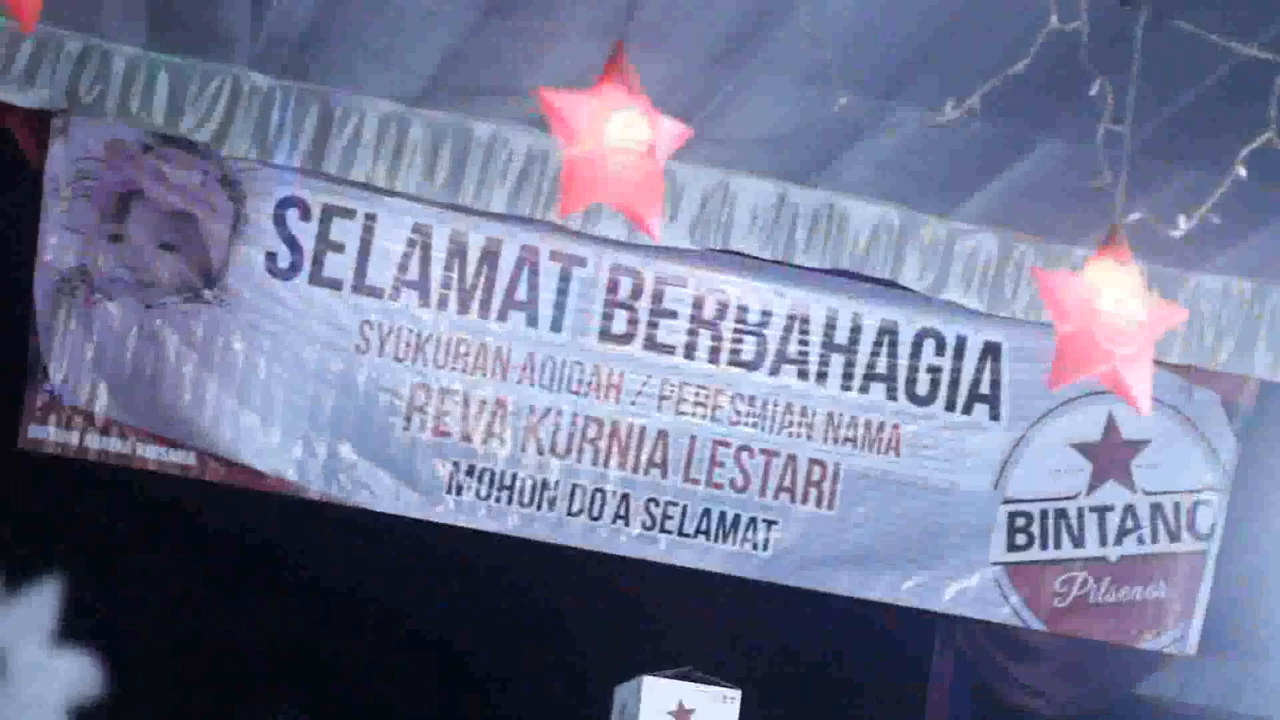 SELAMAT BERBAHAGIA
SYUKURAN AQIQAH / PERESMIAN NAMA
REVA KURNIA LESTARI
MOHON DO'A SELAMAT
BINTANG
Pilsener